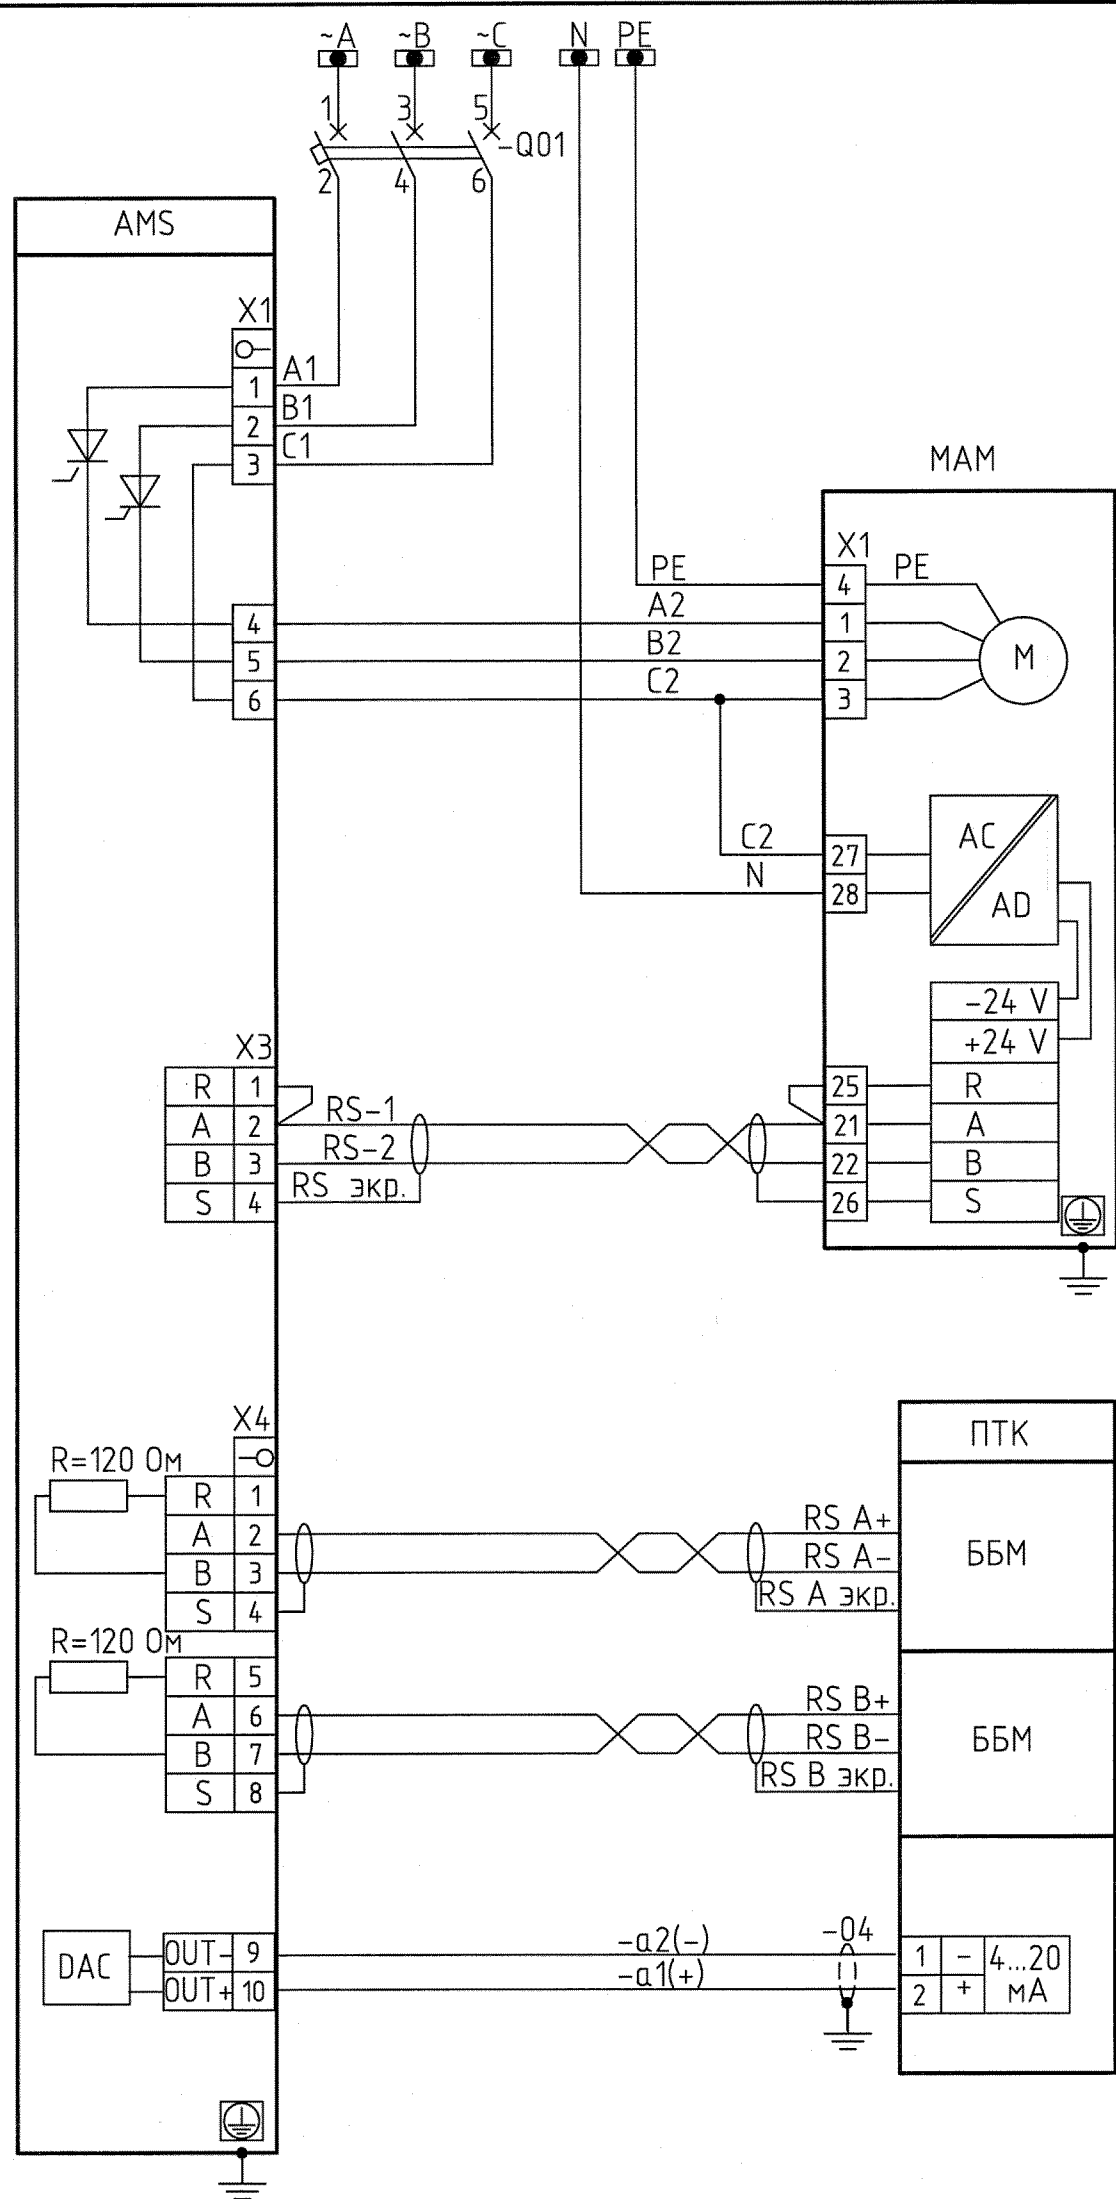 ~A ~B ~C N PE
1 3 5
-Q01
2 4 6
AMS
X1
1 A1
2 B1
3 C1
MAM
X1
PE 4 PE
4 A2 1
5 B2 2 M
6 C2 3
C2 27 AC
N 28 AD
-24 V
+24 V
X3
R 1 25 R
A 2 RS-1 21 A
B 3 RS-2 22 B
S 4 RS экр. 26 S
X4
ПТК
R=120 Ом
R 1
A 2 RS A+
B 3 RS A- ББМ
S 4 RS A экр.
R=120 Ом
R 5
A 6 RS B+
B 7 RS B- ББМ
S 8 RS B экр.
-04
DAC OUT- 9 -a2(-) 1 - 4...20
OUT+ 10 -a1(+) 2 + мА